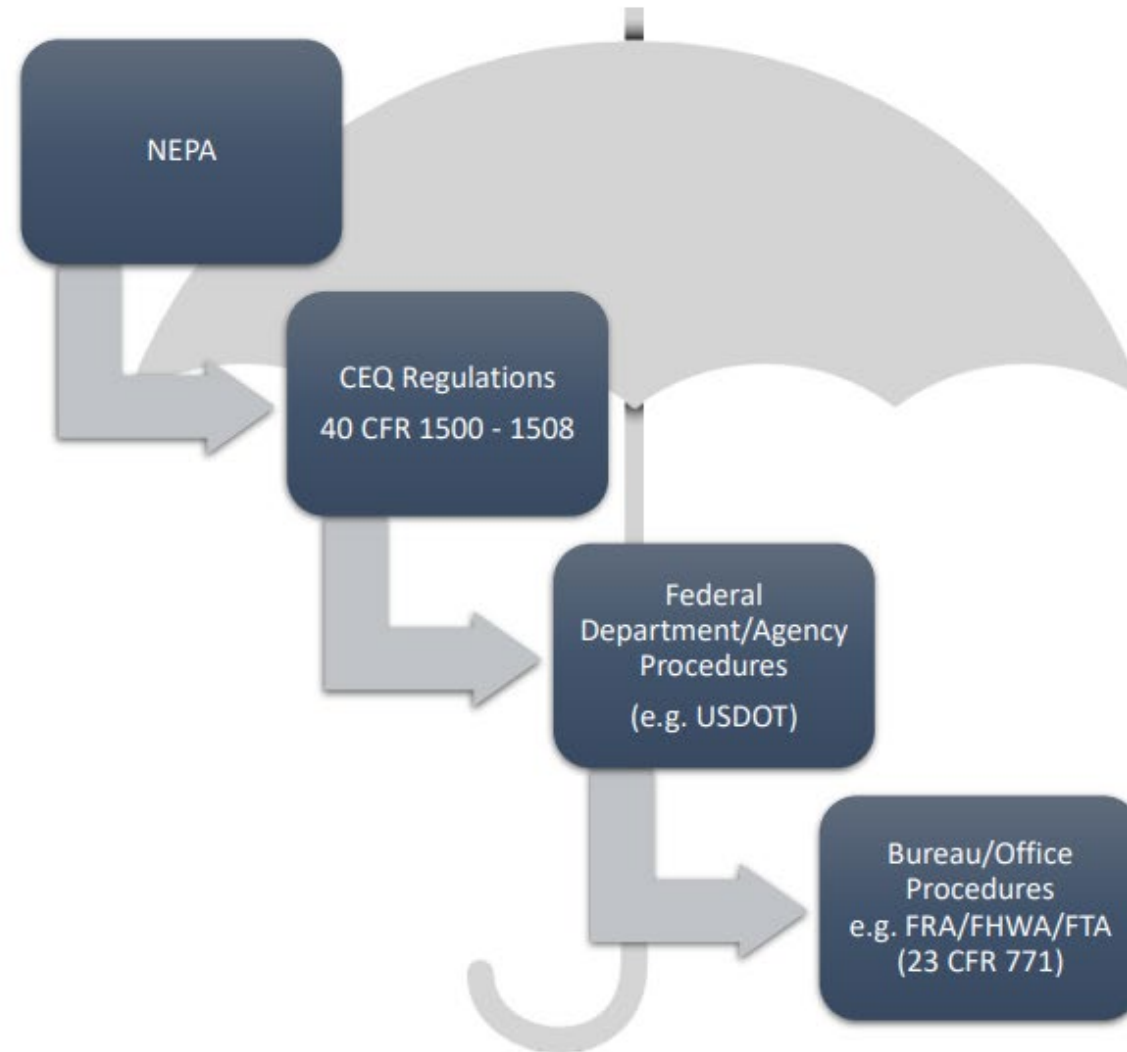 NEPA
CEQ Regulations
40 CFR 1500 - 1508
Federal
Department/Agency
Procedures
(e.g. USDOT)
Bureau/Office
Procedures
e.g. FRA/FHWA/FTA
(23 CFR 771)